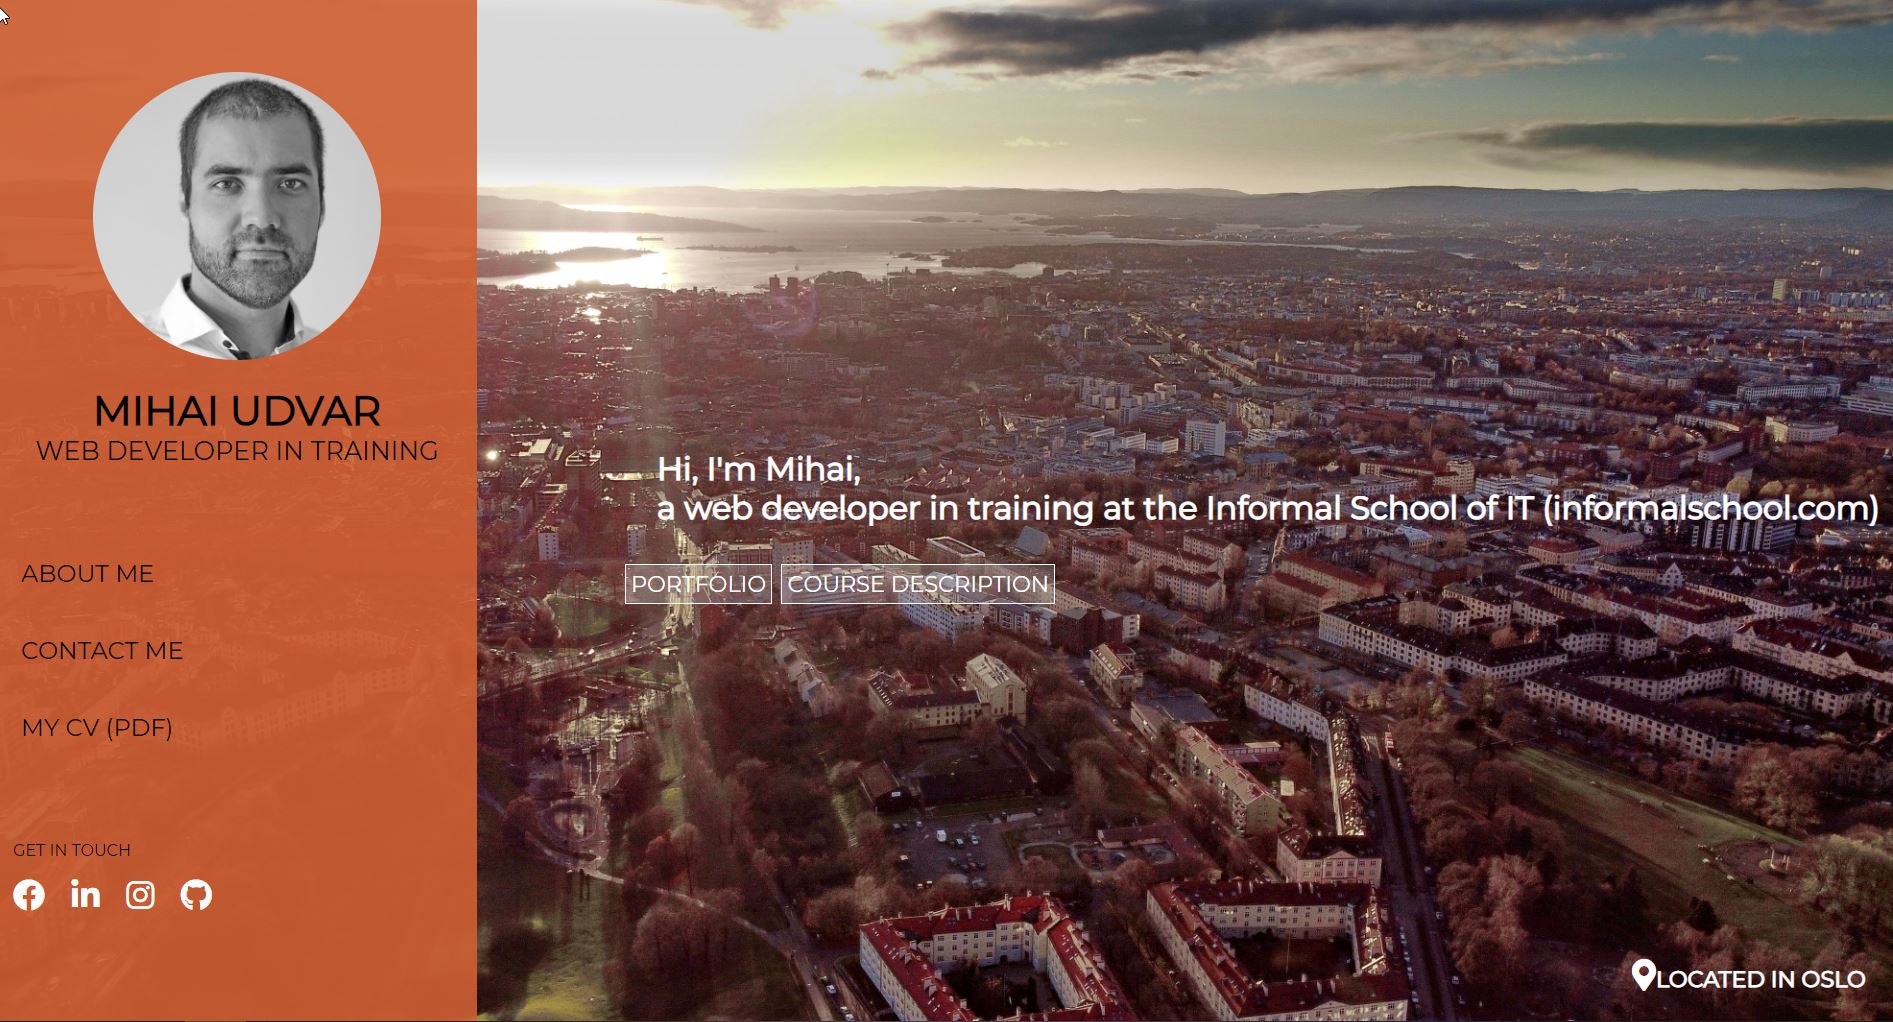 MIHAI UDVAR
WEB DEVELOPER IN TRAINING
ABOUT ME
CONTACT ME
MY CV (PDF)
GET IN TOUCH
Hi, I'm Mihai,
a web developer in training at the Informal School of IT (informalschool.com)
PORTFOLIO COURSE DESCRIPTION
LOCATED IN OSLO